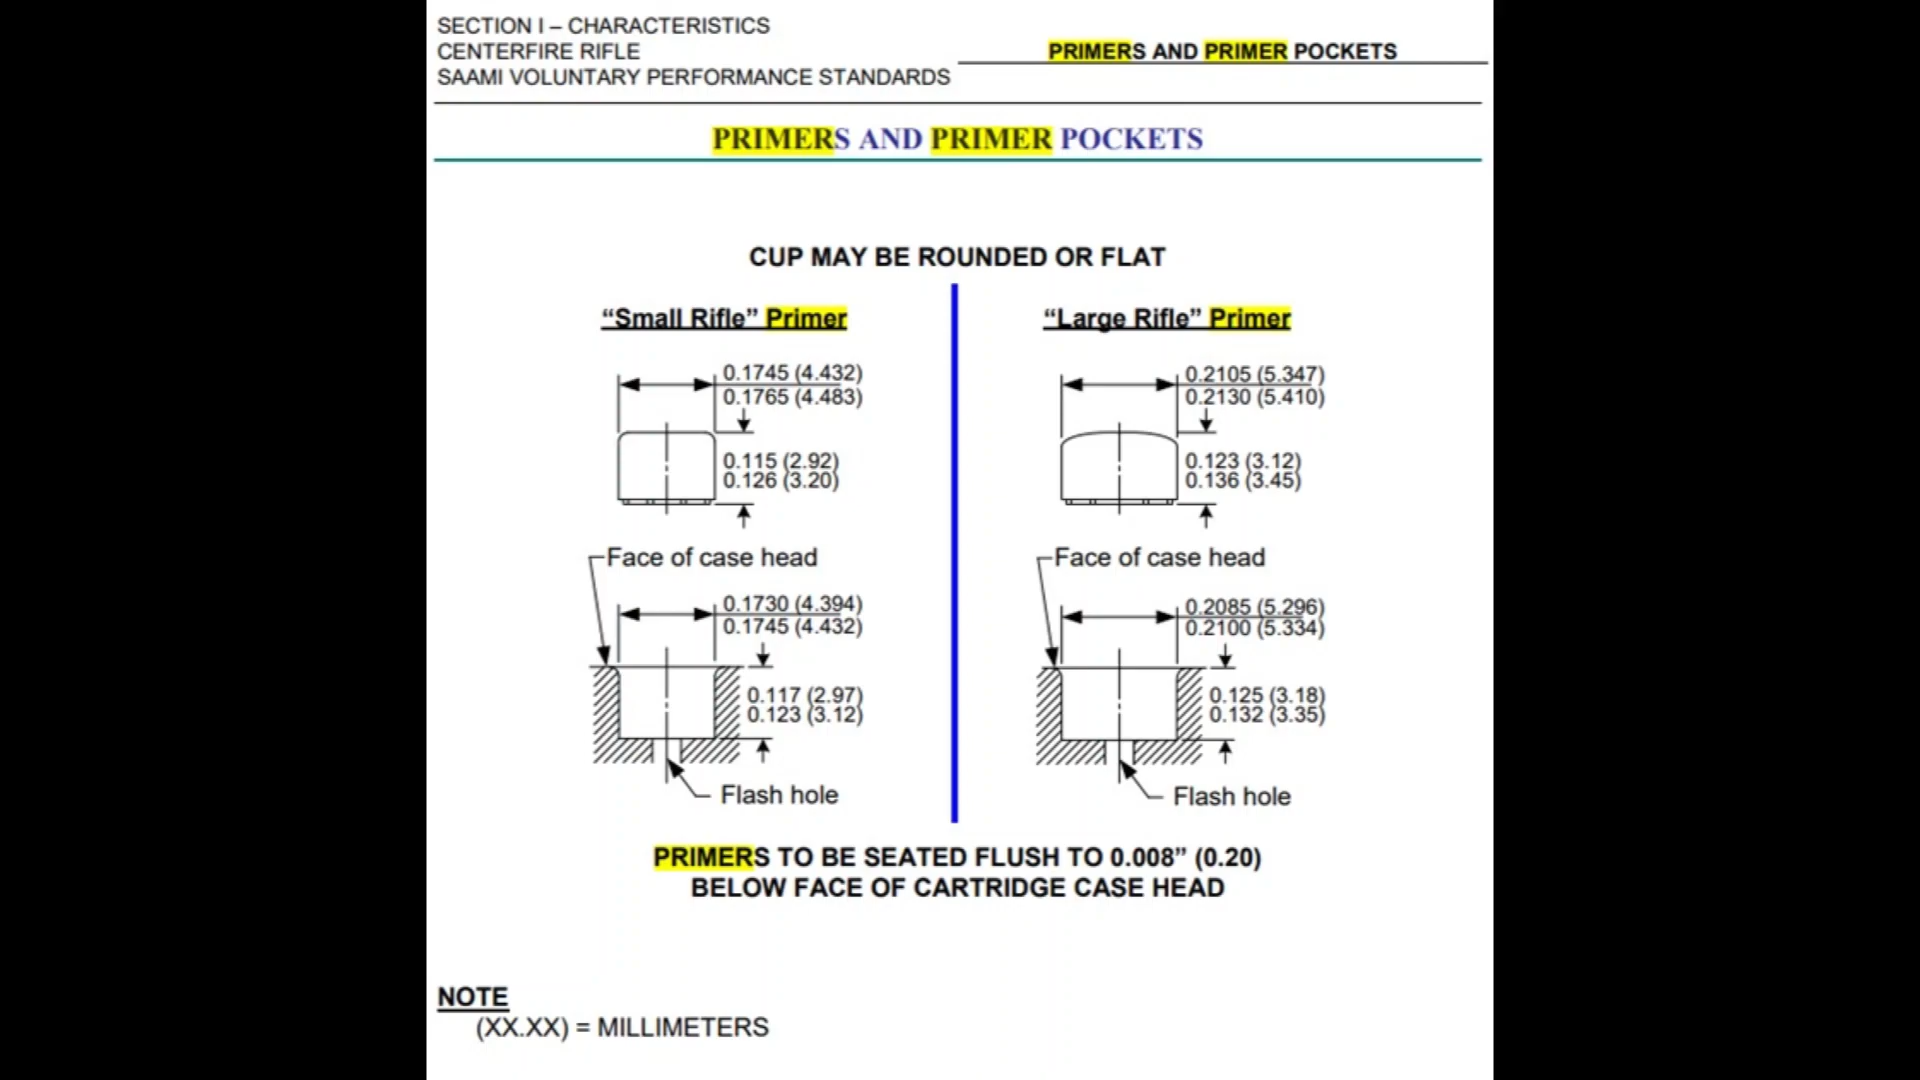 SECTION I – CHARACTERISTICS
CENTERFIRE RIFLE
SAAMI VOLUNTARY PERFORMANCE STANDARDS
PRIMERS AND PRIMER POCKETS
PRIMERS AND PRIMER POCKETS
CUP MAY BE ROUNDED OR FLAT
“Small Rifle” Primer
0.1745 (4.432)
0.1765 (4.483)
0.115 (2.92)
0.126 (3.20)
Face of case head
0.1730 (4.394)
0.1745 (4.432)
0.117 (2.97)
0.123 (3.12)
Flash hole
“Large Rifle” Primer
0.2105 (5.347)
0.2130 (5.410)
0.123 (3.12)
0.136 (3.45)
Face of case head
0.2085 (5.296)
0.2100 (5.334)
0.125 (3.18)
0.132 (3.35)
Flash hole
PRIMERS TO BE SEATED FLUSH TO 0.008” (0.20)
BELOW FACE OF CARTRIDGE CASE HEAD
NOTE
(XX.XX) = MILLIMETERS